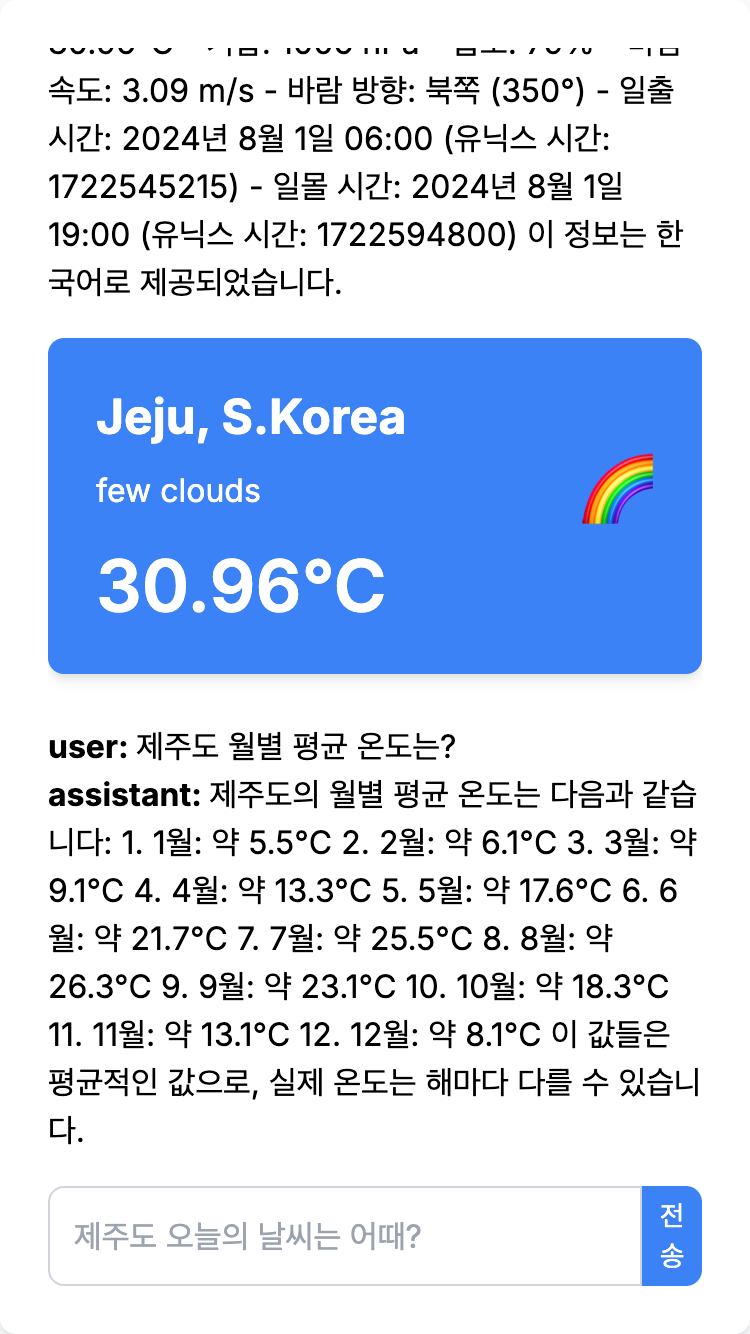 속도: 3.09 m/s - 바람 방향: 북쪽 (350°) - 일출
시간: 2024년 8월 1일 06:00 (유닉스 시간:
1722545215) - 일몰 시간: 2024년 8월 1일
19:00 (유닉스 시간: 1722594800) 이 정보는 한
국어로 제공되었습니다.
Jeju, S.Korea
few clouds
30.96°C
user: 제주도 월별 평균 온도는?
assistant: 제주도의 월별 평균 온도는 다음과 같습
니다: 1. 1월: 약 5.5°C 2. 2월: 약 6.1°C 3. 3월: 약
9.1°C 4. 4월: 약 13.3°C 5. 5월: 약 17.6°C 6. 6
월: 약 21.7°C 7. 7월: 약 25.5°C 8. 8월: 약
26.3°C 9. 9월: 약 23.1°C 10. 10월: 약 18.3°C
11. 11월: 약 13.1°C 12. 12월: 약 8.1°C 이 값들은
평균적인 값으로, 실제 온도는 해마다 다를 수 있습니
다.
제주도 오늘의 날씨는 어때?
전
송